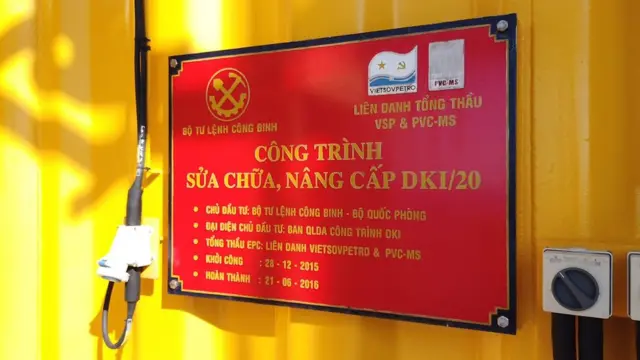 BỘ TƯ LỆNH CÔNG BINH
VIETSOVPETRO
PVC-MS
LIÊN DANH TỔNG THẦU
VSP & PVC-MS
CÔNG TRÌNH
SỬA CHỮA, NÂNG CẤP DKI/20
• CHỦ ĐẦU TƯ: BỘ TƯ LỆNH CÔNG BINH - BỘ QUỐC PHÒNG
• ĐẠI DIỆN CHỦ ĐẦU TƯ: BAN QLDA CÔNG TRÌNH DKI
• TỔNG THẦU EPC: LIÊN DANH VIETSOVPETRO & PVC-MS
• KHỞI CÔNG : 28 - 12 - 2015
• HOÀN THÀNH : 21 - 06 - 2016